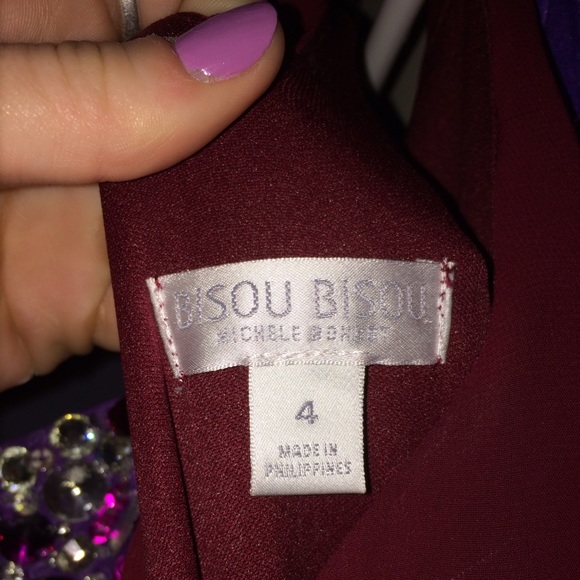 BISOU BISOU
MICHELE BOHBOT
4
MADE IN
PHILIPPINES